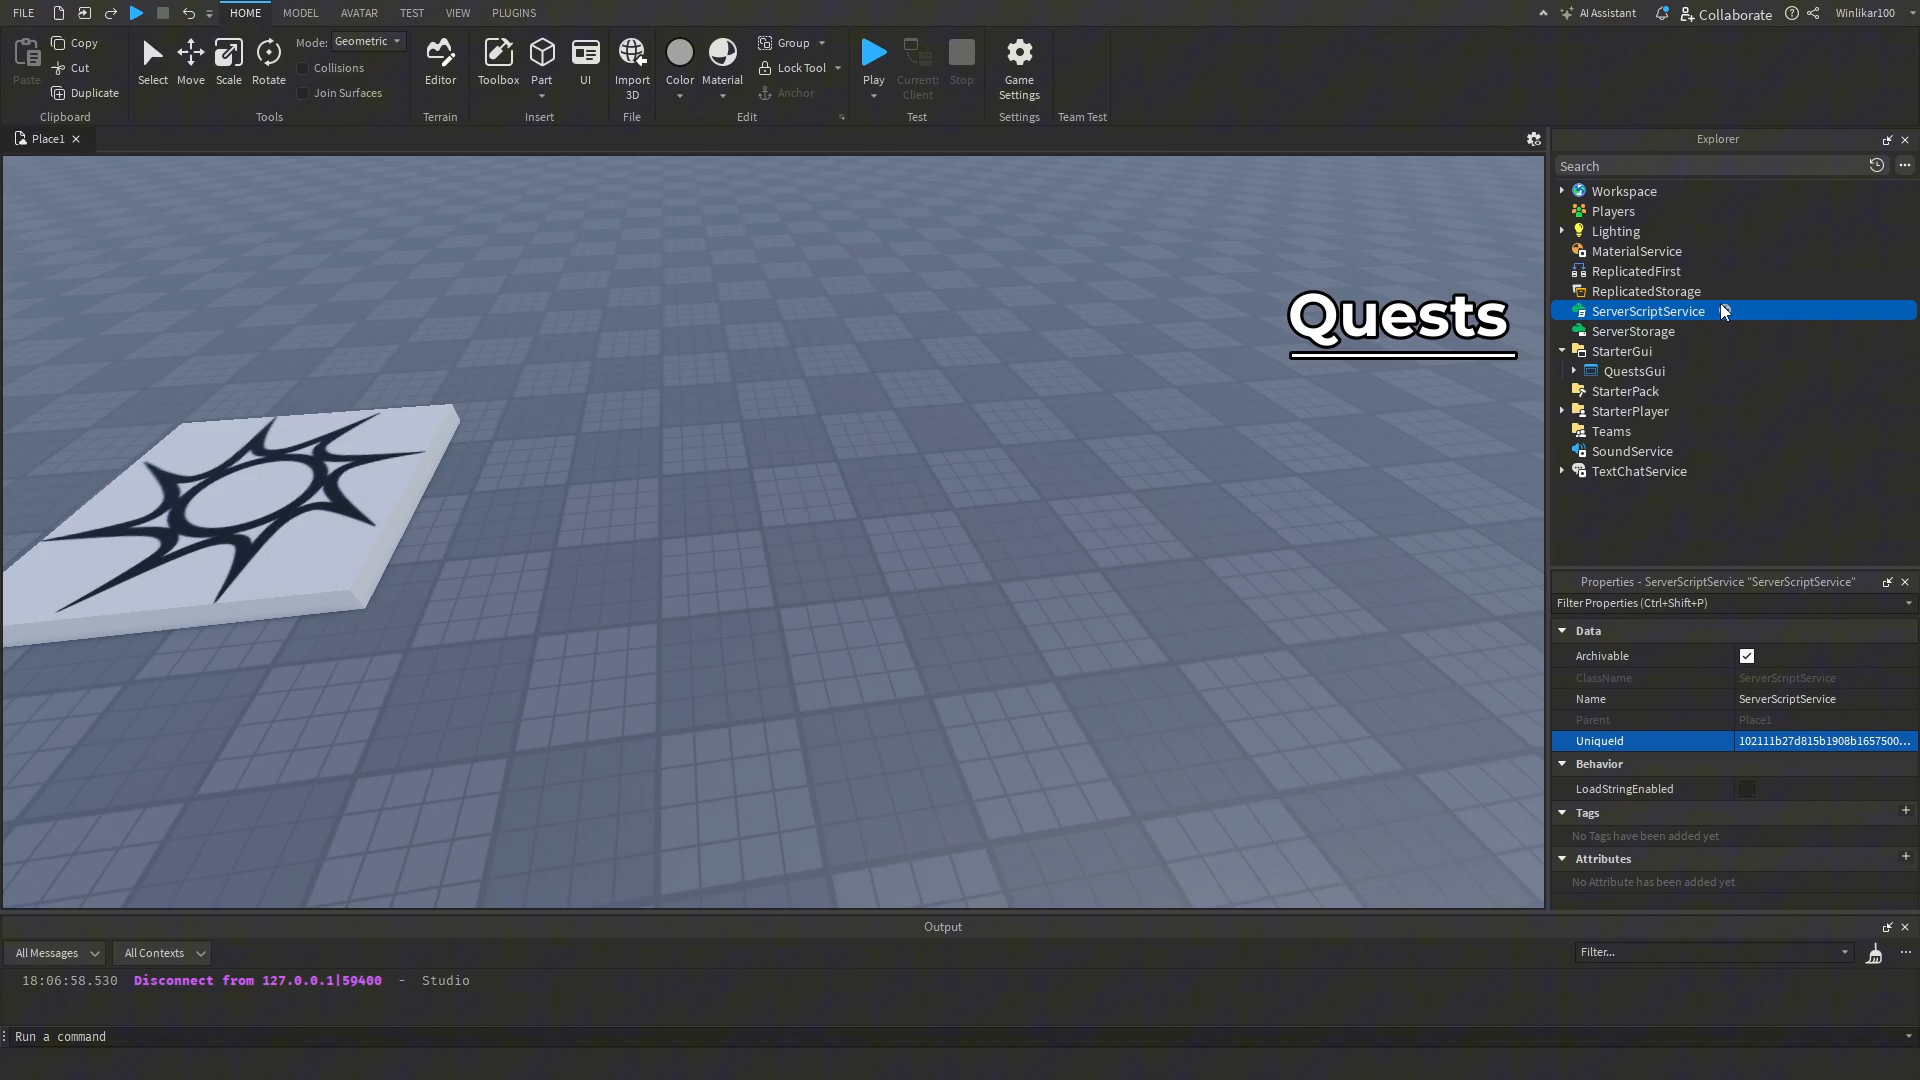 FILE HOME MODEL AVATAR TEST VIEW PLUGINS AI Assistant Collaborate Winlikar100
Paste Copy Cut Duplicate
Clipboard
Select Move Scale Rotate Mode: Geometric Collisions Join Surfaces
Tools
Editor
Terrain
Toolbox Part UI
Insert
Import 3D
File
Color Material Group Lock Tool Anchor
Edit
Play Current: Client Stop
Test
Game Settings
Settings
Team Test
Place1
Quests
Explorer
Search
Workspace
Players
Lighting
MaterialService
ReplicatedFirst
ReplicatedStorage
ServerScriptService
ServerStorage
StarterGui
QuestsGui
StarterPack
StarterPlayer
Teams
SoundService
TextChatService
Properties - ServerScriptService "ServerScriptService"
Filter Properties (Ctrl+Shift+P)
Data
Archivable
ClassName ServerScriptService
Name ServerScriptService
Parent Place1
UniqueId 102111b27d815b1908b1657500...
Behavior
LoadStringEnabled
Tags
No Tags have been added yet
Attributes
No Attribute has been added yet
Output
All Messages All Contexts Filter...
18:06:58.530 Disconnect from 127.0.0.1|59400 - Studio
Run a command